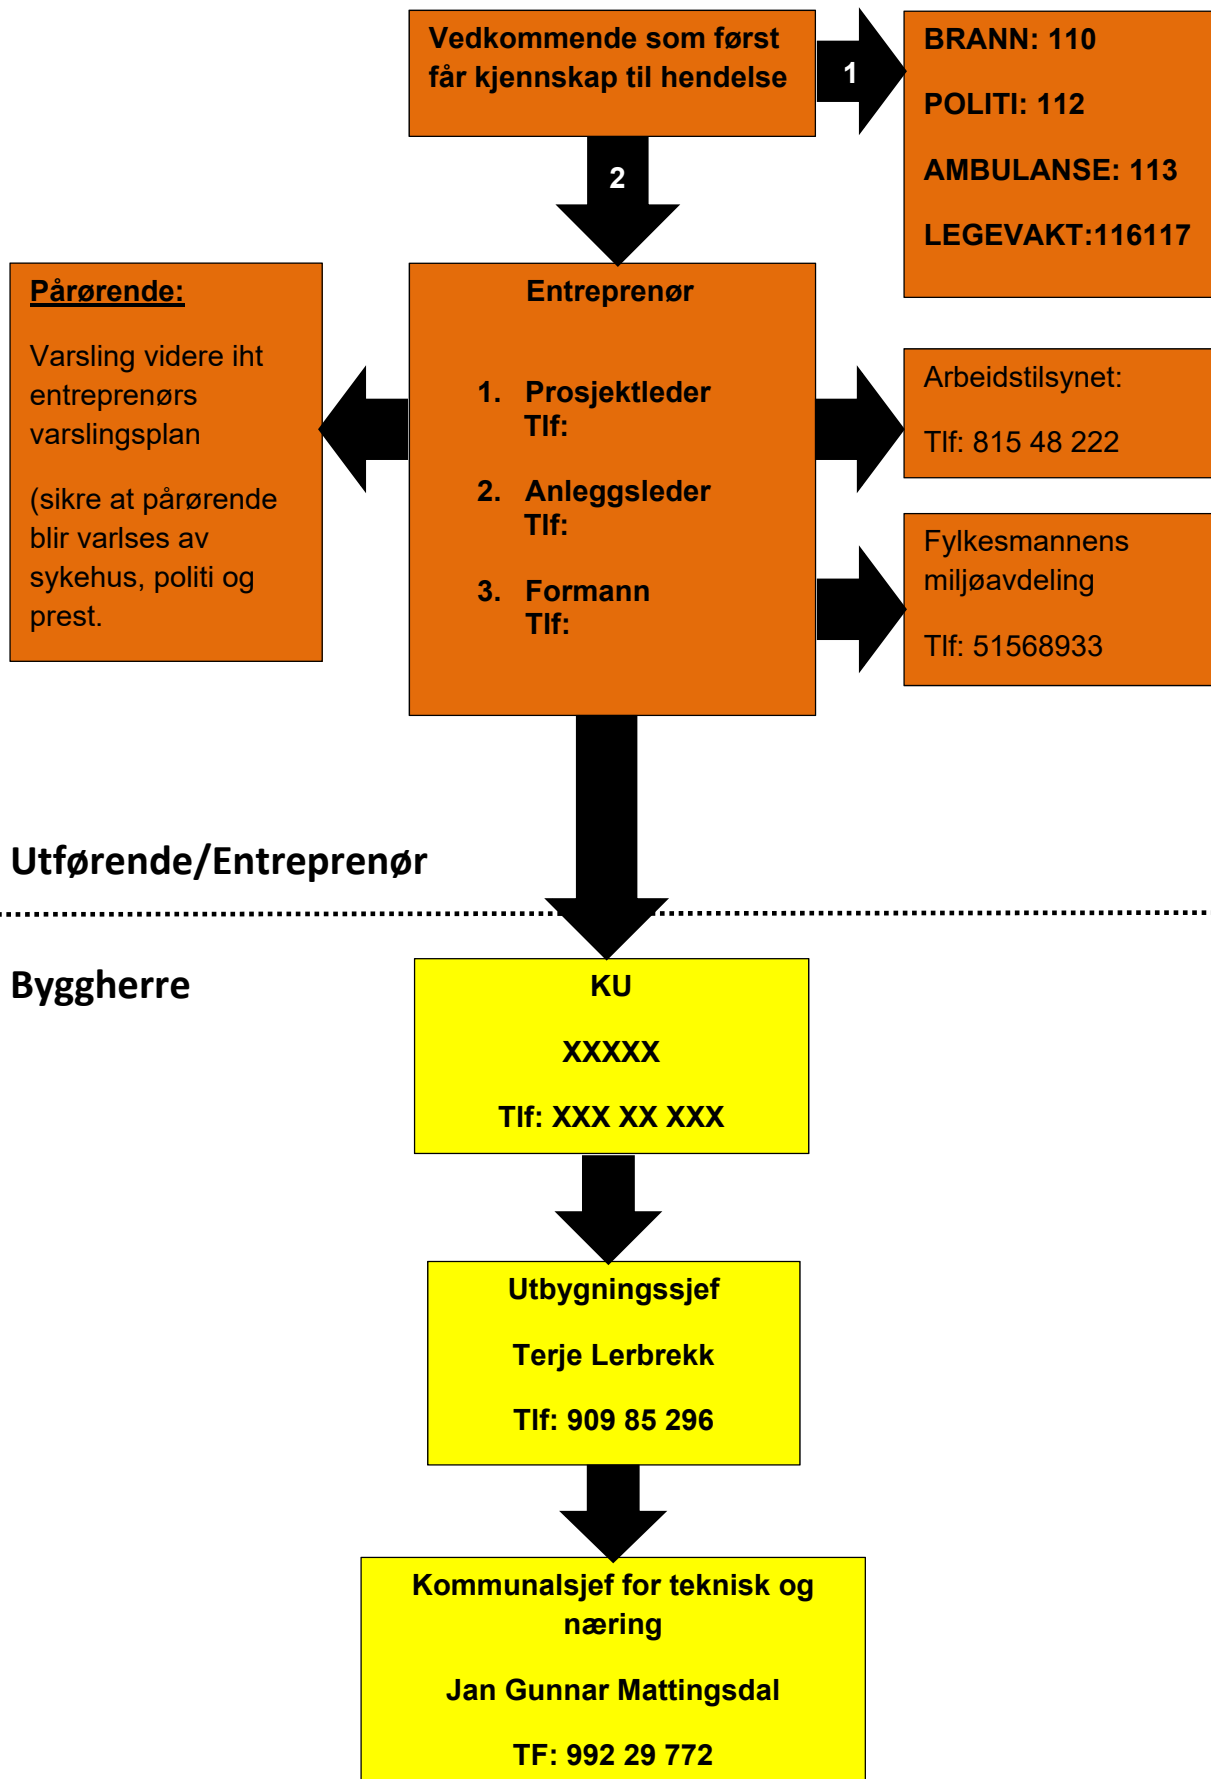 Vedkommende som først
får kjennskap til hendelse
1
BRANN: 110
POLITI: 112
AMBULANSE: 113
LEGEVAKT:116117
2
Pårørende:
Varsling videre iht
entreprenørs
varslingsplan
(sikre at pårørende
blir varlses av
sykehus, politi og
prest.
Entreprenør
1. Prosjektleder
Tlf:
2. Anleggsleder
Tlf:
3. Formann
Tlf:
Arbeidstilsynet:
Tlf: 815 48 222
Fylkesmannens
miljøavdeling
Tlf: 51568933
Utførende/Entreprenør
Byggherre
KU
XXXXX
Tlf: XXX XX XXX
Utbygningssjef
Terje Lerbrekk
Tlf: 909 85 296
Kommunalsjef for teknisk og
næring
Jan Gunnar Mattingsdal
TF: 992 29 772